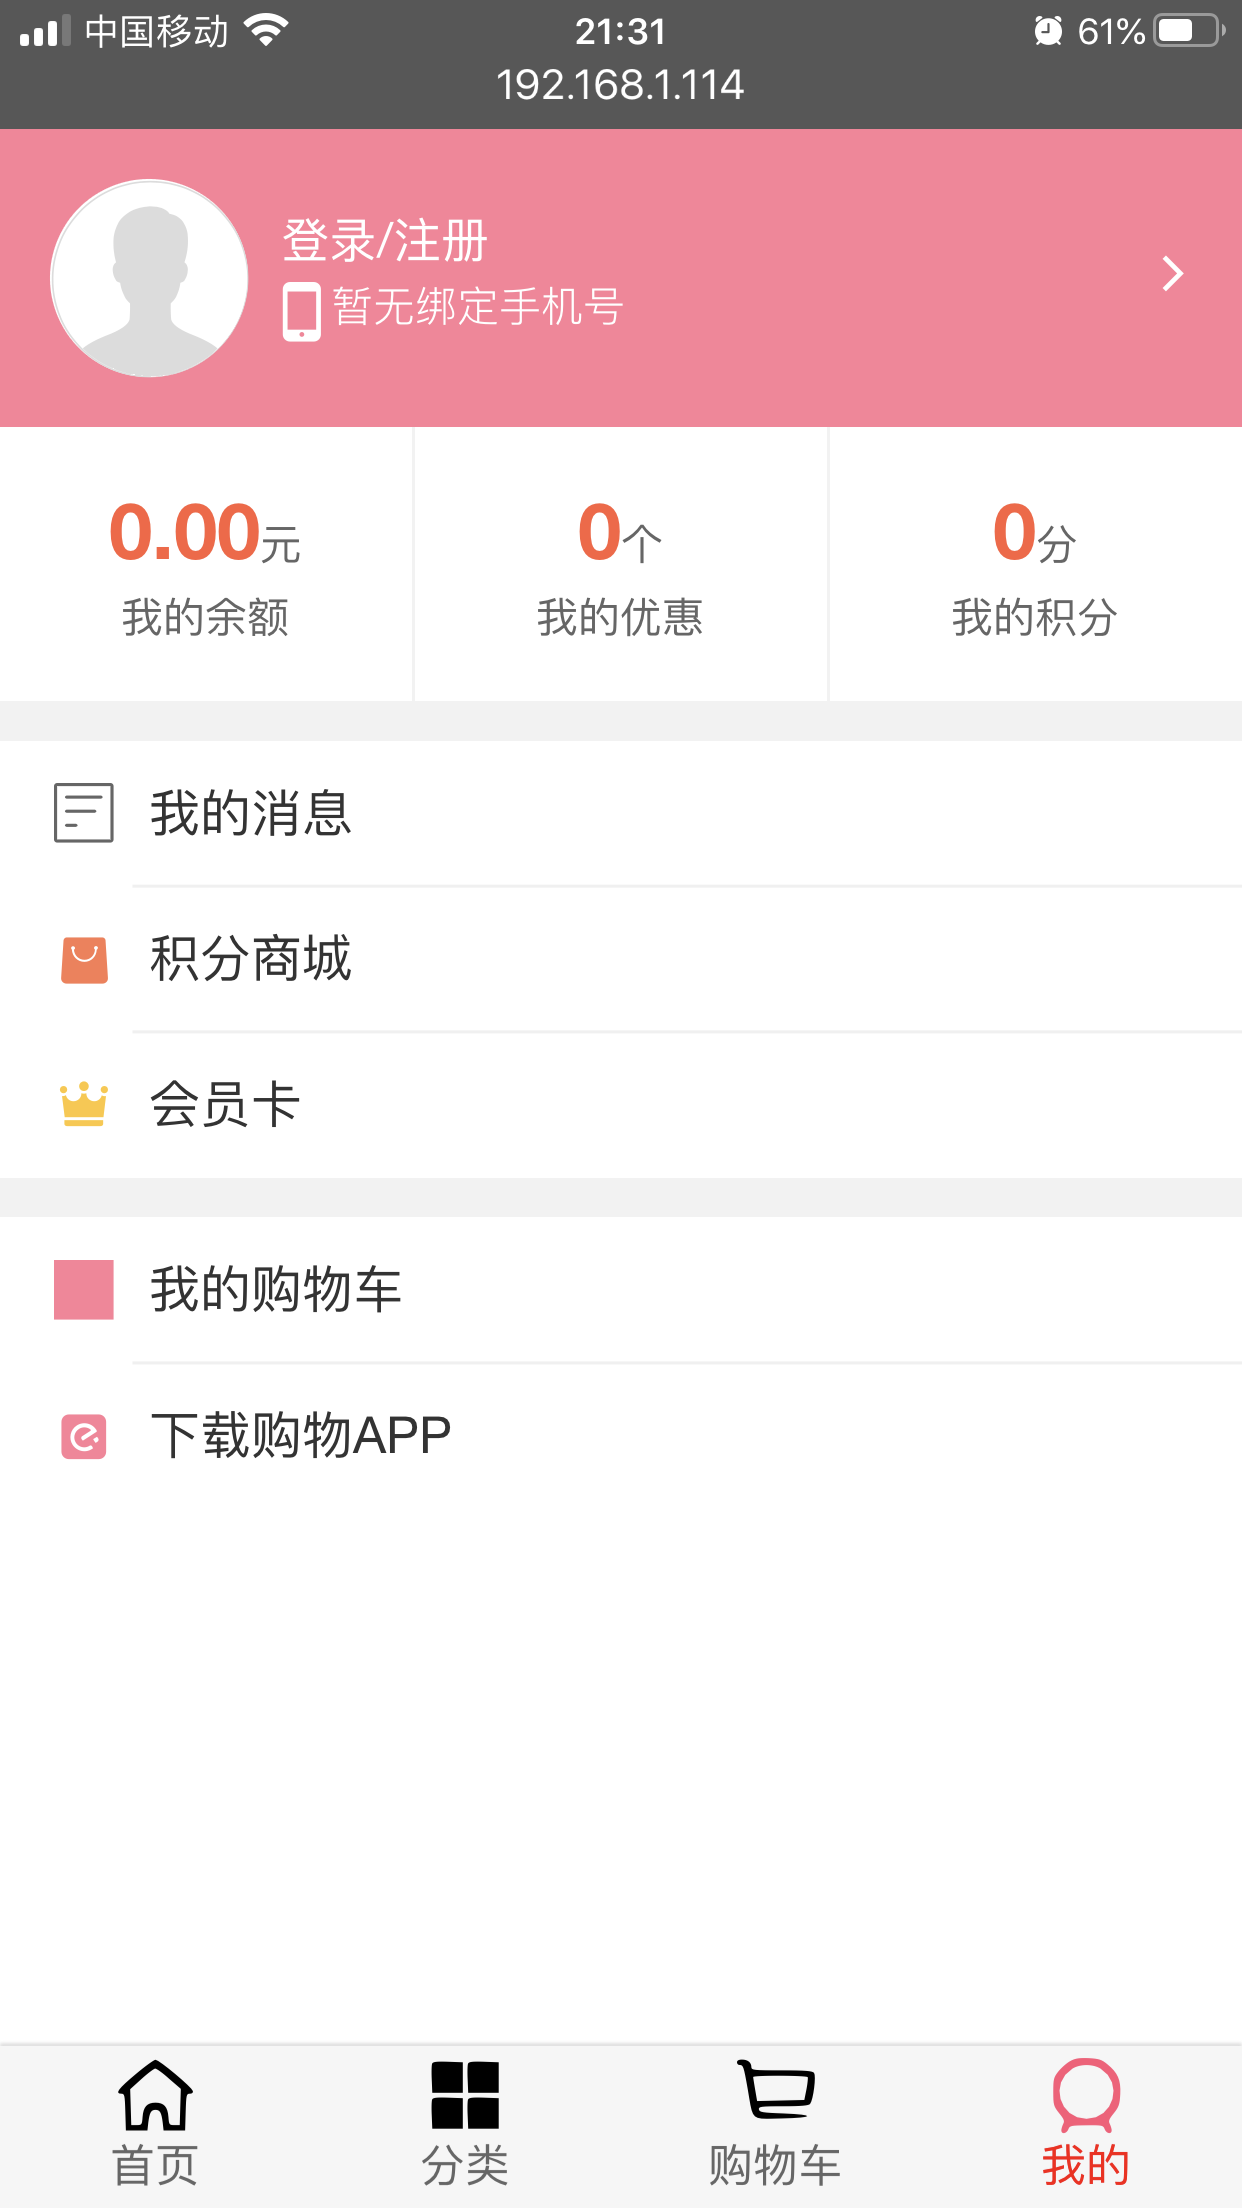 中国移动 21:31 61%
192.168.1.114
登录/注册
暂无绑定手机号
0.00元 0个 0分
我的余额 我的优惠 我的积分
我的消息
积分商城
会员卡
我的购物车
下载购物APP
首页 分类 购物车 我的